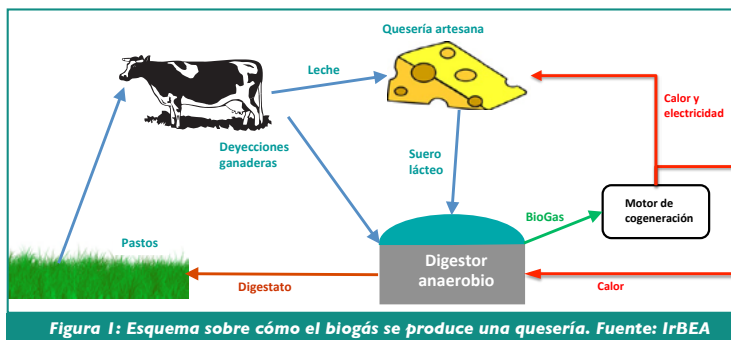 Quesería artesana
Leche
Calor y
electricidad
Deyecciones
ganaderas
Suero
lácteo
BioGas
Motor de
cogeneración
Pastos
Digestor
anaerobio
Digestato
Calor
Figura 1: Esquema sobre cómo el biogás se produce una quesería. Fuente: IrBEA